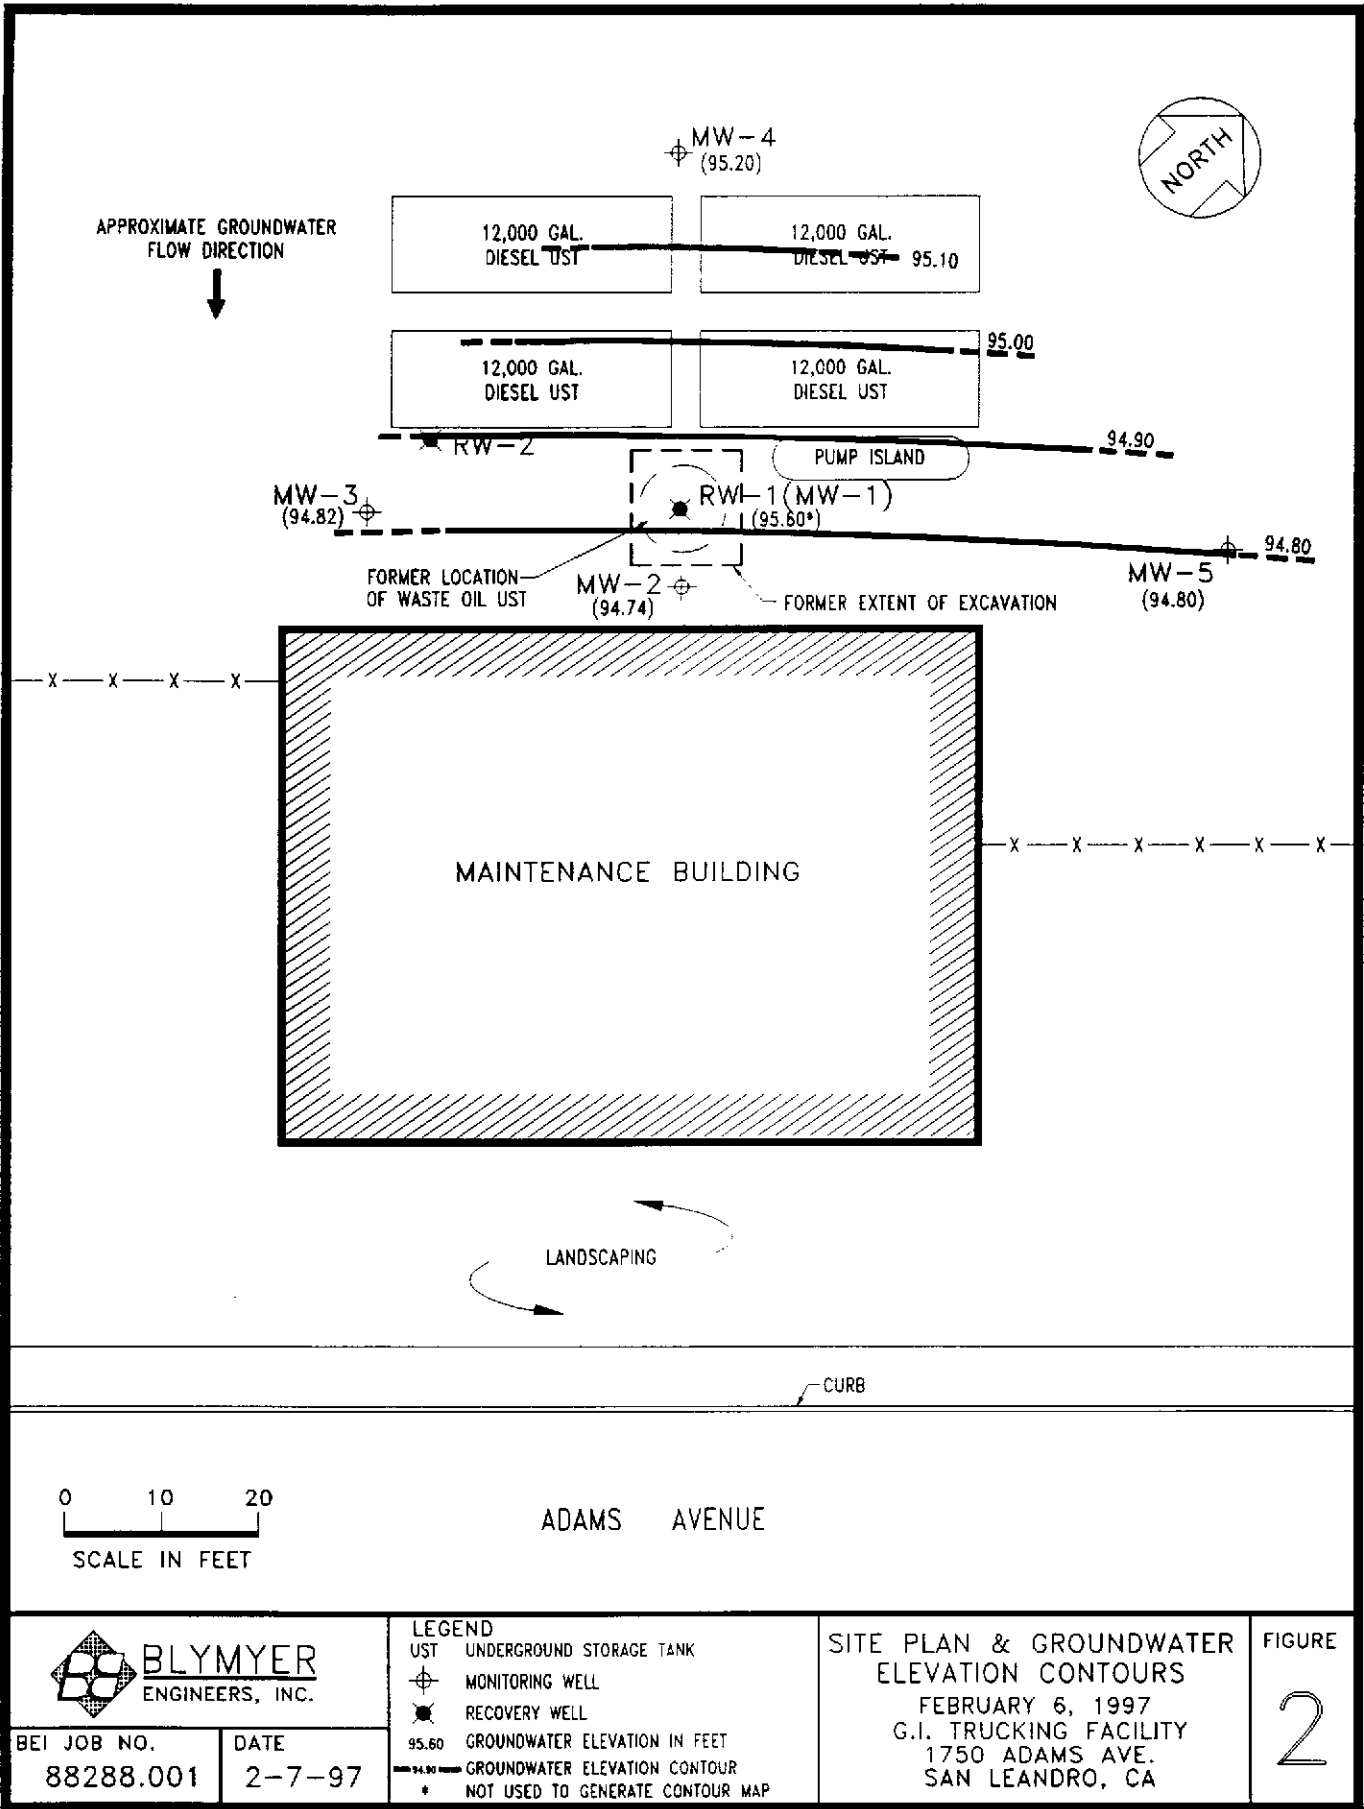 MW-4
(95.20)
NORTH
APPROXIMATE GROUNDWATER
FLOW DIRECTION
12,000 GAL.
DIESEL UST
12,000 GAL.
DIESEL UST
95.10
95.00
12,000 GAL.
DIESEL UST
12,000 GAL.
DIESEL UST
RW-2
94.90
PUMP ISLAND
MW-3
(94.82)
RW-1(MW-1)
(95.60*)
94.80
MW-5
(94.80)
FORMER LOCATION
OF WASTE OIL UST
MW-2
(94.74)
FORMER EXTENT OF EXCAVATION
X X X X
X X X X X X
MAINTENANCE BUILDING
LANDSCAPING
CURB
0 10 20
SCALE IN FEET
ADAMS AVENUE
BLYMYER
ENGINEERS, INC.
BEI JOB NO.
88288.001
DATE
2-7-97
LEGEND
UST UNDERGROUND STORAGE TANK
MONITORING WELL
RECOVERY WELL
95.60 GROUNDWATER ELEVATION IN FEET
94.90 GROUNDWATER ELEVATION CONTOUR
* NOT USED TO GENERATE CONTOUR MAP
SITE PLAN & GROUNDWATER
ELEVATION CONTOURS
FEBRUARY 6, 1997
G.I. TRUCKING FACILITY
1750 ADAMS AVE.
SAN LEANDRO, CA
FIGURE
2